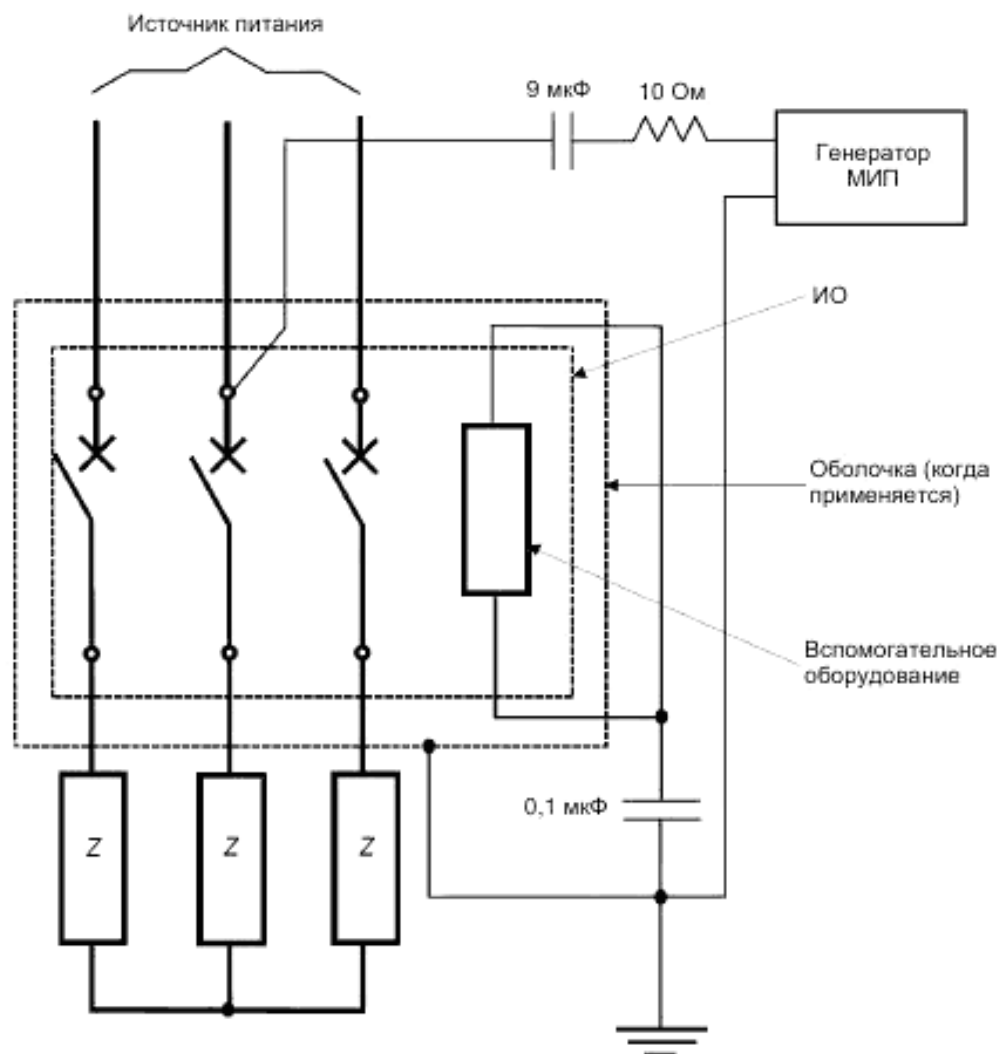 Источник питания
9 мкФ
10 Ом
Генератор
МИП
ИО
Оболочка (когда
применяется)
Вспомогательное
оборудование
0,1 мкФ
Z
Z
Z